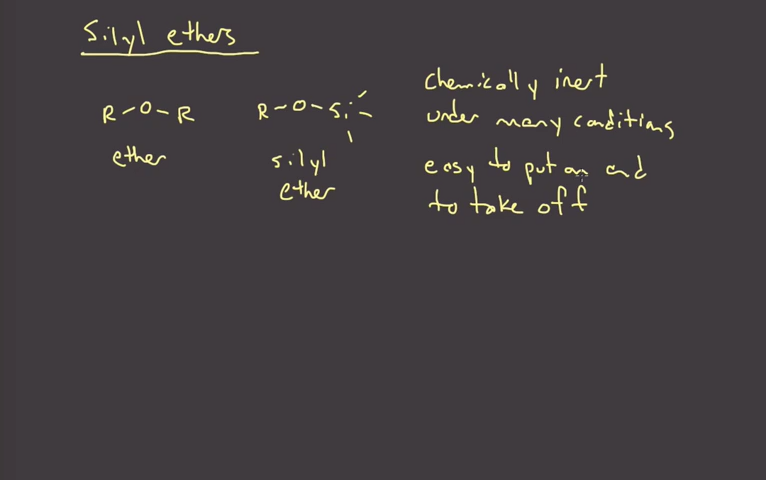 Silyl ethers
R-O-R
ether
R-O-Si
silyl
ether
chemically inert
under many conditions
easy to put on and
to take off